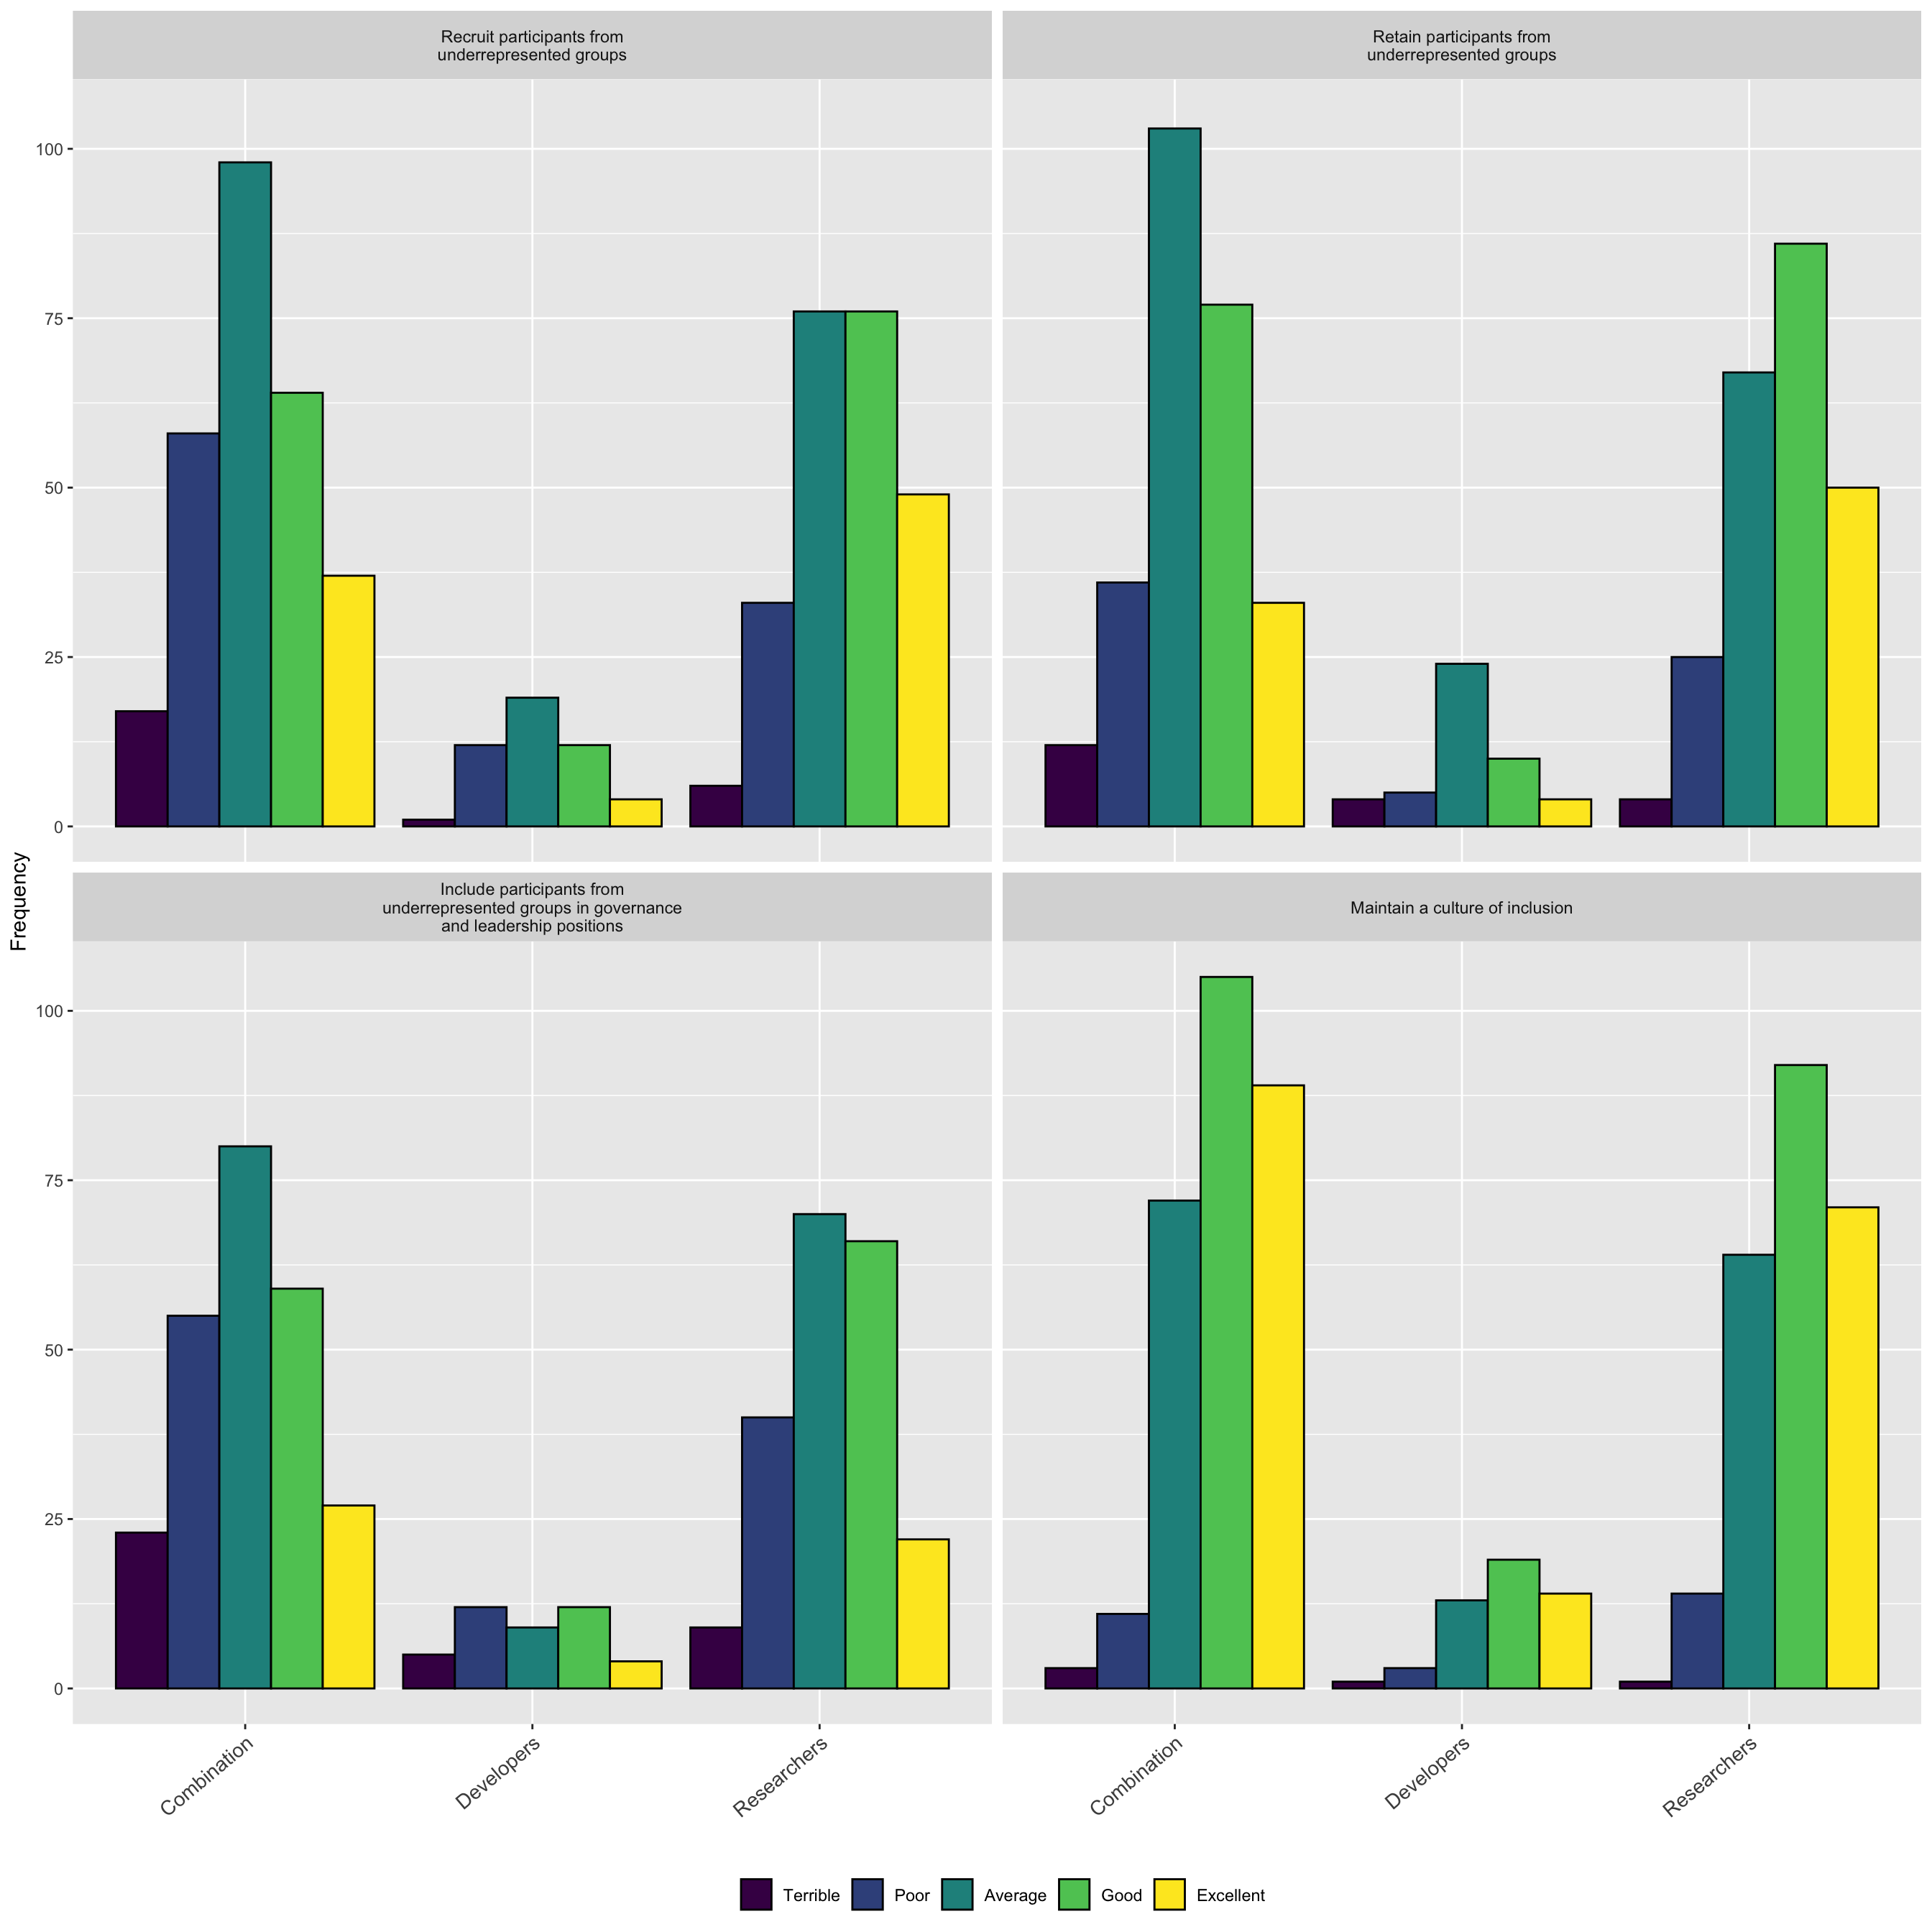 Recruit participants from
underrepresented groups
Retain participants from
underrepresented groups
100
75
50
25
0
Frequency
Include participants from
underrepresented groups in governance
and leadership positions
Maintain a culture of inclusion
100
75
50
25
0
Combination
Developers
Researchers
Combination
Developers
Researchers
Terrible Poor Average Good Excellent